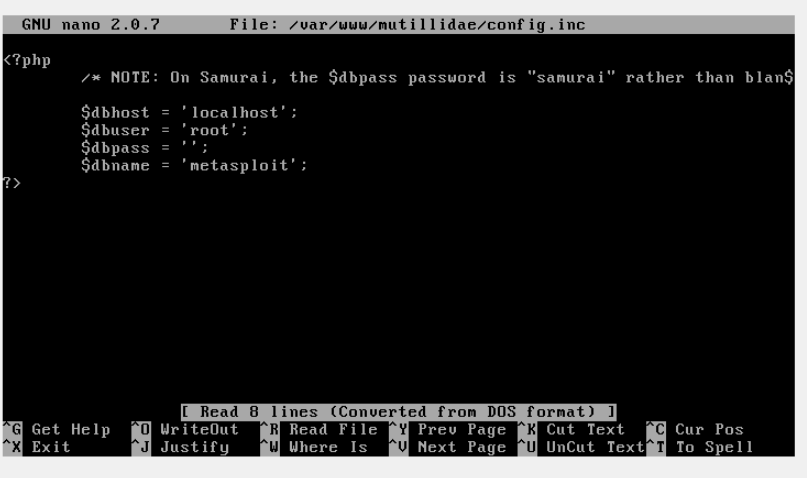 GNU nano 2.0.7 File: /var/www/mutillidae/config.inc
<?php
/* NOTE: On Samurai, the $dbpass password is "samurai" rather than blan$
$dbhost = 'localhost';
$dbuser = 'root';
$dbpass = '';
$dbname = 'metasploit';
?>
[ Read 8 lines (Converted from DOS format) ]
^G Get Help ^O WriteOut ^R Read File ^Y Prev Page ^K Cut Text ^C Cur Pos
^X Exit ^J Justify ^W Where Is ^V Next Page ^U UnCut Text ^T To Spell